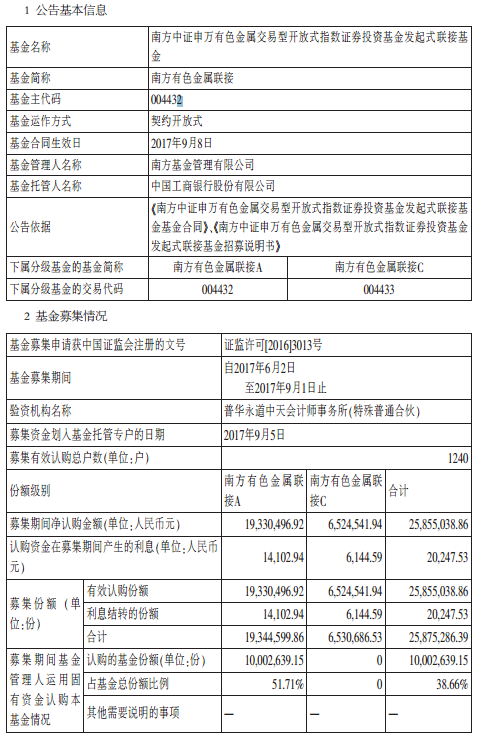 1 公告基本信息
基金名称 南方中证申万有色金属交易型开放式指数证券投资基金发起式联接基
金
基金简称 南方有色金属联接
基金主代码 004432
基金运作方式 契约开放式
基金合同生效日 2017年9月8日
基金管理人名称 南方基金管理有限公司
基金托管人名称 中国工商银行股份有限公司
公告依据 《南方中证申万有色金属交易型开放式指数证券投资基金发起式联接基
金基金合同》、《南方中证申万有色金属交易型开放式指数证券投资基金
发起式联接基金招募说明书》
下属分级基金的基金简称 南方有色金属联接A 南方有色金属联接C
下属分级基金的交易代码 004432 004433
2 基金募集情况
基金募集申请获中国证监会注册的文号 证监许可[2016]3013号
基金募集期间 自2017年6月2日
至2017年9月1日止
验资机构名称 普华永道中天会计师事务所(特殊普通合伙)
募集资金划入基金托管专户的日期 2017年9月5日
募集有效认购总户数(单位:户) 1240
份额级别 南方有色金属联
接A 南方有色金属联
接C 合计
募集期间净认购金额(单位:人民币元) 19,330,496.92 6,524,541.94 25,855,038.86
认购资金在募集期间产生的利息(单位:人民币
元) 14,102.94 6,144.59 20,247.53
募集份额(单
位:份) 有效认购份额 19,330,496.92 6,524,541.94 25,855,038.86
利息结转的份额 14,102.94 6,144.59 20,247.53
合计 19,344,599.86 6,530,686.53 25,875,286.39
募集期间基金
管理人运用固
有资金认购本
基金情况 认购的基金份额(单位:份) 10,002,639.15 0 10,002,639.15
占基金总份额比例 51.71% 0 38.66%
其他需要说明的事项 — — —